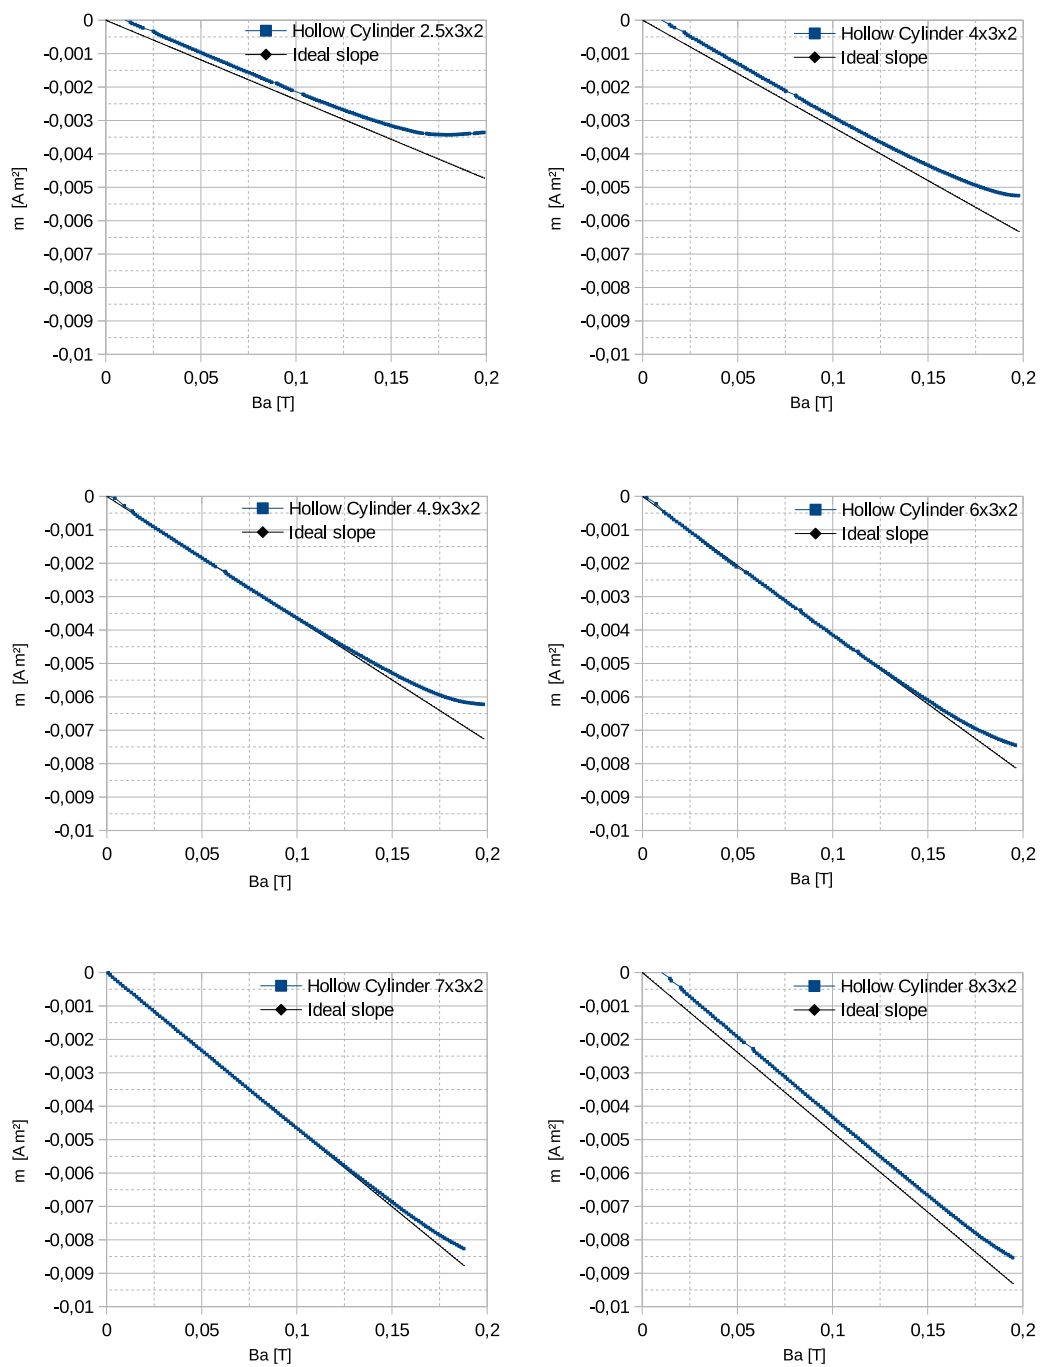 Hollow Cylinder 2.5x3x2
Ideal slope
0
-0,001
-0,002
-0,003
-0,004
-0,005
-0,006
-0,007
-0,008
-0,009
-0,01
m [A m²]
0 0,05 0,1 0,15 0,2
Ba [T]
Hollow Cylinder 4x3x2
Ideal slope
0
-0,001
-0,002
-0,003
-0,004
-0,005
-0,006
-0,007
-0,008
-0,009
-0,01
m [A m²]
0 0,05 0,1 0,15 0,2
Ba [T]
Hollow Cylinder 4.9x3x2
Ideal slope
0
-0,001
-0,002
-0,003
-0,004
-0,005
-0,006
-0,007
-0,008
-0,009
-0,01
m [A m²]
0 0,05 0,1 0,15 0,2
Ba [T]
Hollow Cylinder 6x3x2
Ideal slope
0
-0,001
-0,002
-0,003
-0,004
-0,005
-0,006
-0,007
-0,008
-0,009
-0,01
m [A m²]
0 0,05 0,1 0,15 0,2
Ba [T]
Hollow Cylinder 7x3x2
Ideal slope
0
-0,001
-0,002
-0,003
-0,004
-0,005
-0,006
-0,007
-0,008
-0,009
-0,01
m [A m²]
0 0,05 0,1 0,15 0,2
Ba [T]
Hollow Cylinder 8x3x2
Ideal slope
0
-0,001
-0,002
-0,003
-0,004
-0,005
-0,006
-0,007
-0,008
-0,009
-0,01
m [A m²]
0 0,05 0,1 0,15 0,2
Ba [T]